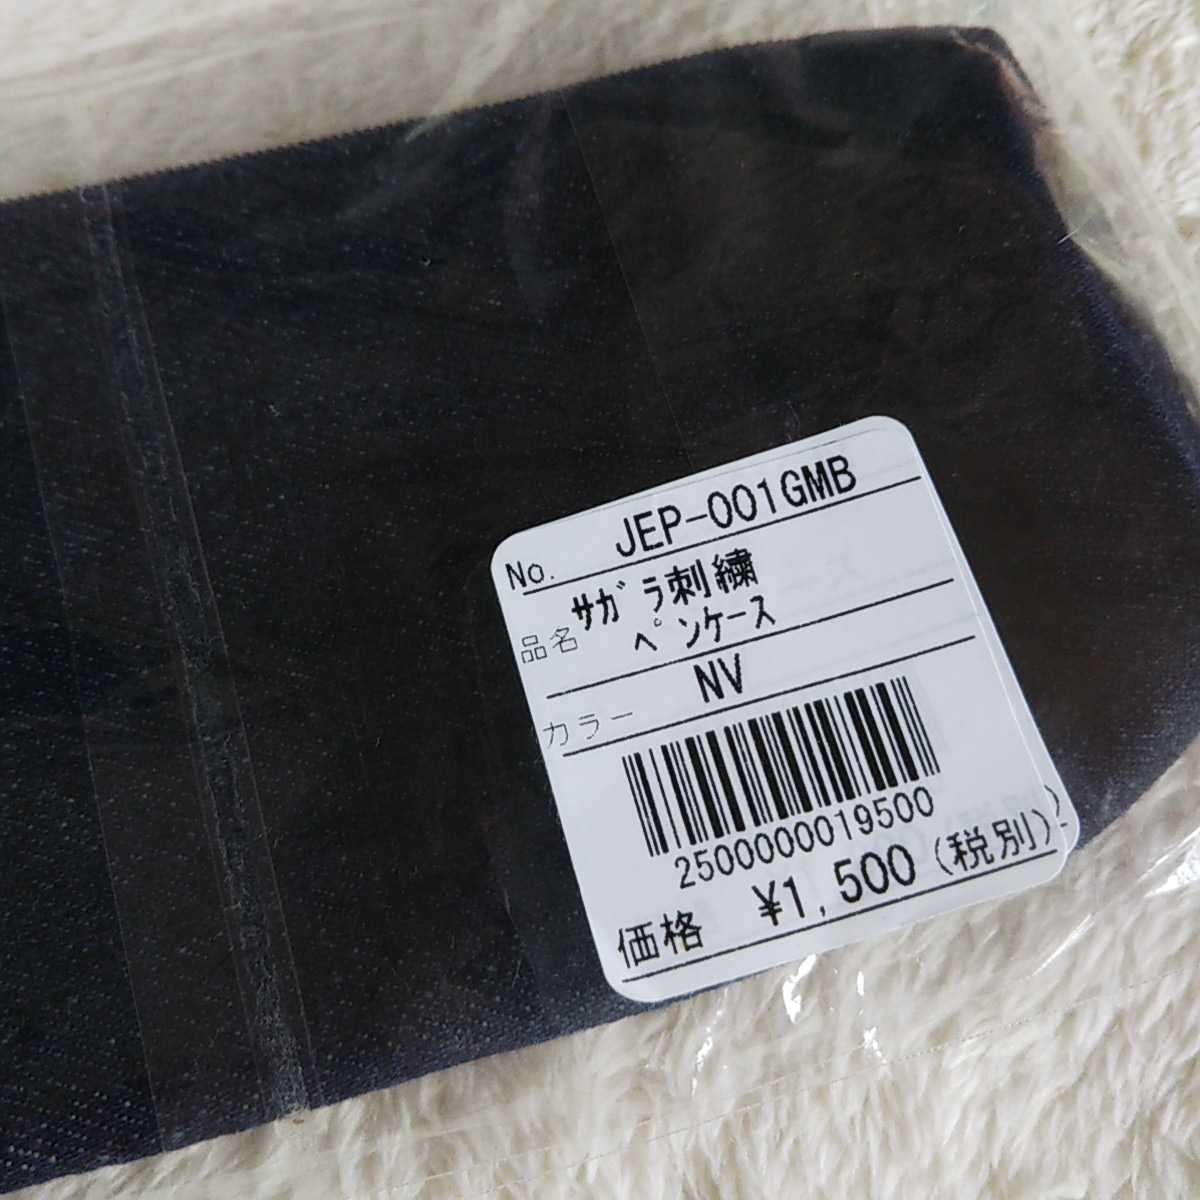 No. JEP-001GMB
品名 ｻｶﾞﾗ刺繍
ﾍﾟﾝｹｰｽ
カラー NV
2500000019500
価格 ¥1,500(税別)